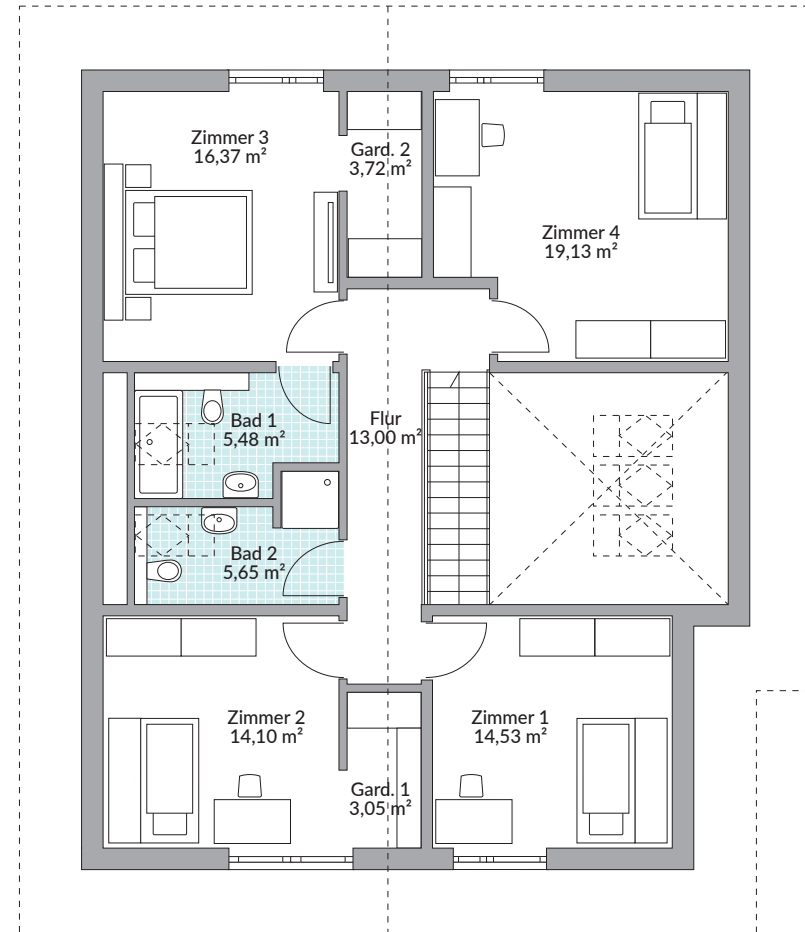 Zimmer 3
16,37 m²
Gard. 2
3,72 m²
Zimmer 4
19,13 m²
Bad 1
5,48 m²
Flur
13,00 m²
Bad 2
5,65 m²
Zimmer 2
14,10 m²
Zimmer 1
14,53 m²
Gard. 1
3,05 m²